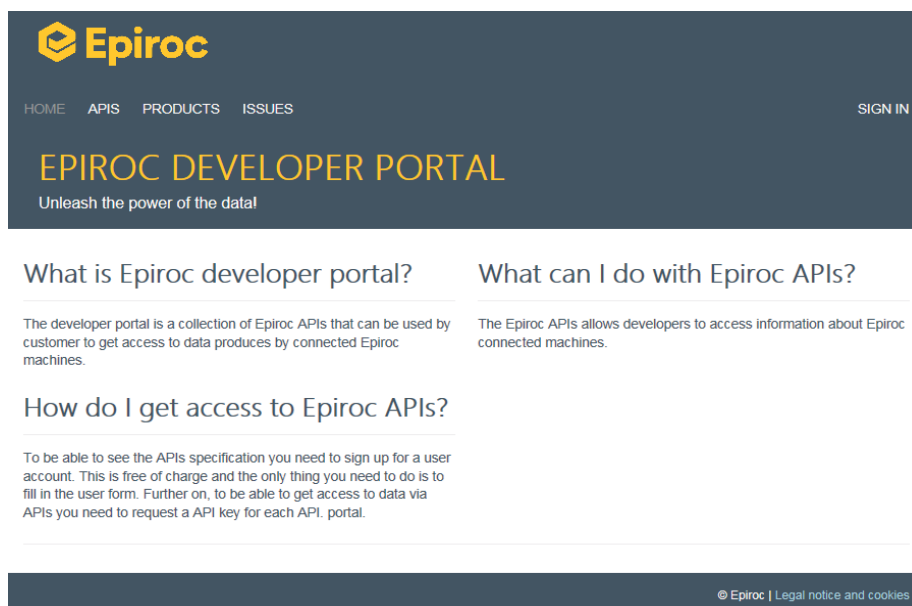 Epiroc
HOME APIS PRODUCTS ISSUES SIGN IN
EPIROC DEVELOPER PORTAL
Unleash the power of the data!
What is Epiroc developer portal?
The developer portal is a collection of Epiroc APIs that can be used by
customer to get access to data produces by connected Epiroc
machines.
What can I do with Epiroc APIs?
The Epiroc APIs allows developers to access information about Epiroc
connected machines.
How do I get access to Epiroc APIs?
To be able to see the APIs specification you need to sign up for a user
account. This is free of charge and the only thing you need to do is to
fill in the user form. Further on, to be able to get access to data via
APIs you need to request a API key for each API. portal.
© Epiroc | Legal notice and cookies